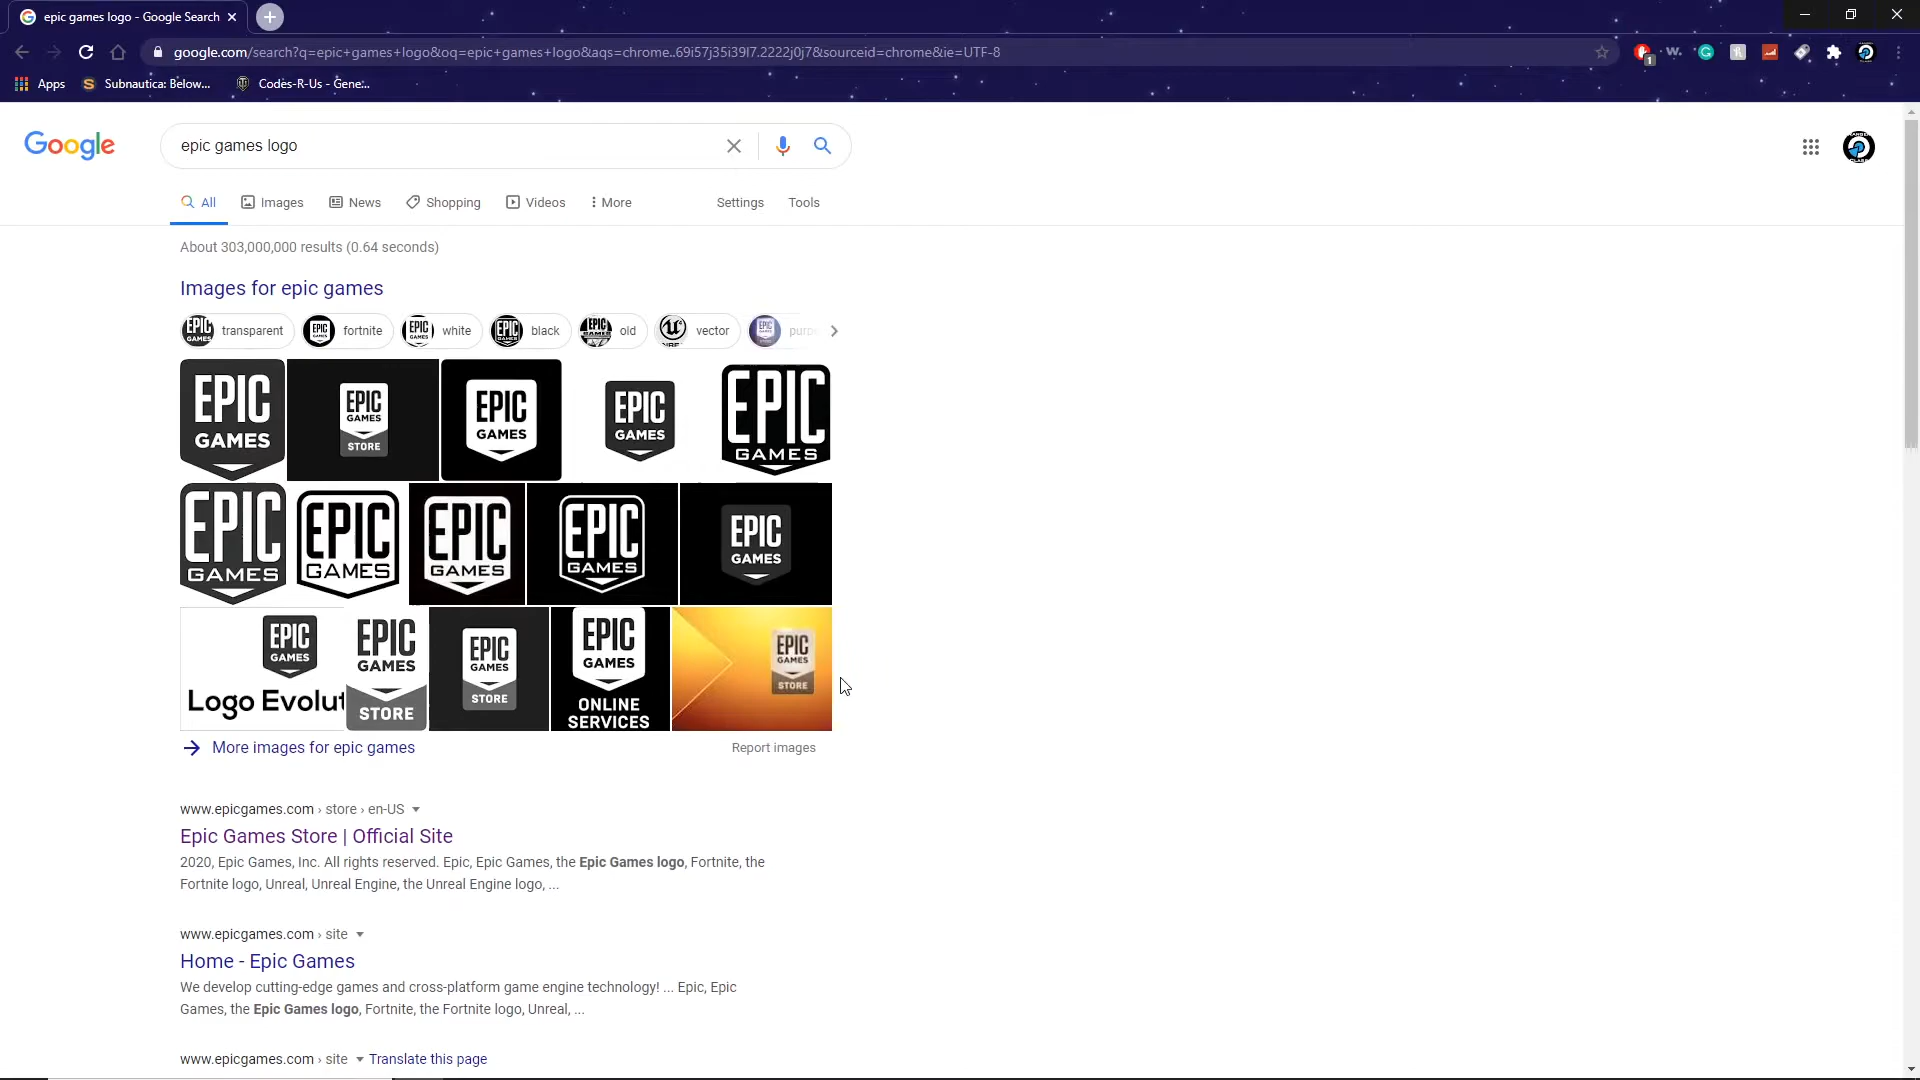 epic games logo - Google Search
google.com/search?q=epic+games+logo&oq=epic+games+logo&aqs=chrome..69i57j35i39l7.2222j0j7&sourceid=chrome&ie=UTF-8
1
w.
Apps
Subnautica: Below...
Codes-R-Us - Gene...
Google
epic games logo
All
Images
News
Shopping
Videos
More
Settings
Tools
About 303,000,000 results (0.64 seconds)
Images for epic games
transparent
fortnite
white
black
old
vector
EPIC
GAMES
EPIC
GAMES
STORE
EPIC
GAMES
EPIC
GAMES
EPIC
GAMES
EPIC
GAMES
EPIC
GAMES
EPIC
GAMES
EPIC
GAMES
EPIC
GAMES
EPIC
GAMES
Logo Evolut
EPIC
GAMES
STORE
EPIC
GAMES
STORE
EPIC
GAMES
ONLINE
SERVICES
EPIC
GAMES
STORE
More images for epic games
Report images
www.epicgames.com › store › en-US
Epic Games Store | Official Site
2020, Epic Games, Inc. All rights reserved. Epic, Epic Games, the Epic Games logo, Fortnite, the
Fortnite logo, Unreal, Unreal Engine, the Unreal Engine logo, ...
www.epicgames.com › site
Home - Epic Games
We develop cutting-edge games and cross-platform game engine technology! ... Epic, Epic
Games, the Epic Games logo, Fortnite, the Fortnite logo, Unreal, ...
www.epicgames.com › site
Translate this page